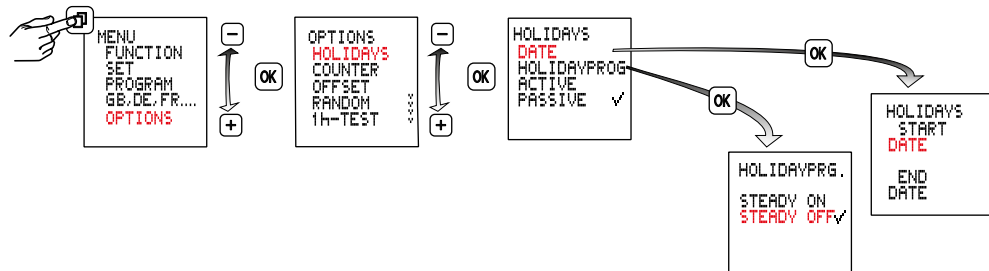 MENU
FUNCTION
SET
PROGRAM
GB,DE,FR....
OPTIONS
OK
OPTIONS
HOLIDAYS
COUNTER
OFFSET
RANDOM
1h-TEST
OK
HOLIDAYS
DATE
HOLIDAYPROG
ACTIVE
PASSIVE ✓
OK
OK
HOLIDAYPRG.
STEADY ON
STEADY OFF✓
HOLIDAYS
START
DATE
END
DATE